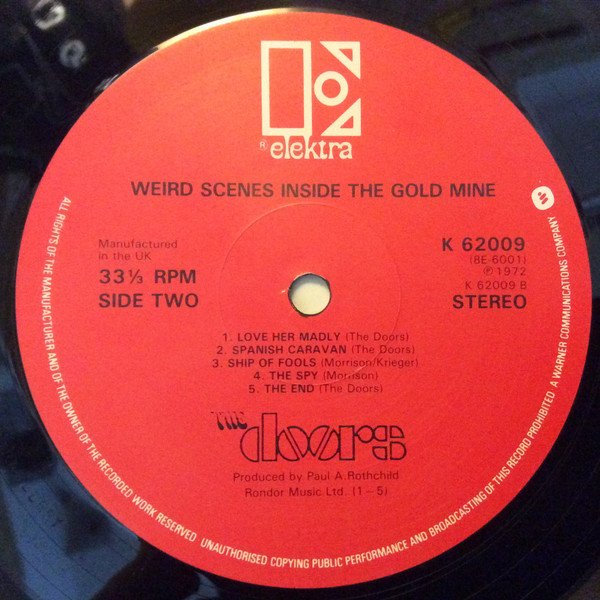 ® elektra
WEIRD SCENES INSIDE THE GOLD MINE
Manufactured
in the UK
33⅓ RPM
SIDE TWO
K 62009
(8E-6001)
℗ 1972
K 62009 B
STEREO
1. LOVE HER MADLY (The Doors)
2. SPANISH CARAVAN (The Doors)
3. SHIP OF FOOLS (Morrison/Krieger)
4. THE SPY (Morrison)
5. THE END (The Doors)
THE doors
Produced by Paul A. Rothchild
Rondor Music Ltd. (1–5)
ALL RIGHTS OF THE MANUFACTURER AND OF THE OWNER OF THE RECORDED WORK RESERVED. UNAUTHORISED COPYING PUBLIC PERFORMANCE AND BROADCASTING OF THIS RECORD PROHIBITED. A WARNER COMMUNICATIONS COMPANY